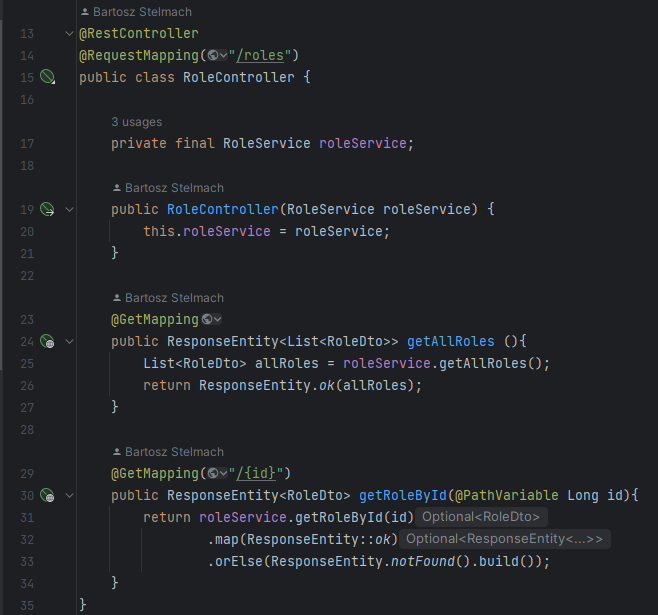 Bartosz Stelmach
13 @RestController
14 @RequestMapping("/roles")
15 public class RoleController {
16
3 usages
17     private final RoleService roleService;
18
Bartosz Stelmach
19     public RoleController(RoleService roleService) {
20         this.roleService = roleService;
21     }
22
Bartosz Stelmach
23     @GetMapping
24     public ResponseEntity<List<RoleDto>> getAllRoles (){
25         List<RoleDto> allRoles = roleService.getAllRoles();
26         return ResponseEntity.ok(allRoles);
27     }
28
Bartosz Stelmach
29     @GetMapping("/{id}")
30     public ResponseEntity<RoleDto> getRoleById(@PathVariable Long id){
31         return roleService.getRoleById(id) Optional<RoleDto>
32                 .map(ResponseEntity::ok) Optional<ResponseEntity<...>>
33                 .orElse(ResponseEntity.notFound().build());
34     }
35 }